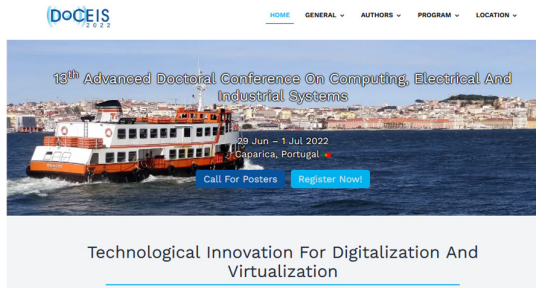 DOCEIS
2022
HOME GENERAL AUTHORS PROGRAM LOCATION
13th Advanced Doctoral Conference On Computing, Electrical And
Industrial Systems
29 Jun – 1 Jul 2022
Caparica, Portugal
Call For Posters Register Now!
Technological Innovation For Digitalization And
Virtualization